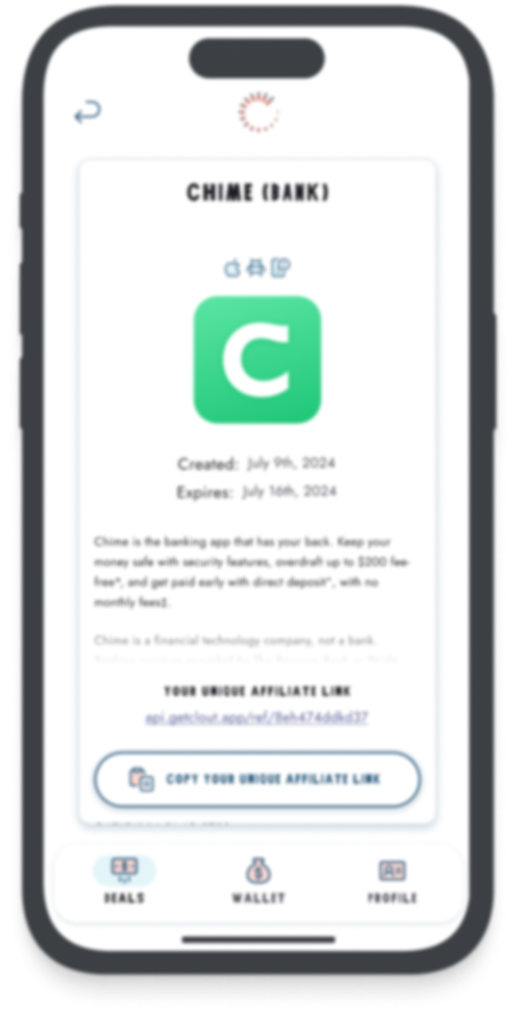 CHIME (BANK)
C
Created: July 9th, 2024
Expires: July 16th, 2024
Chime is the banking app that has your back. Keep your
money safe with security features, overdraft up to $200 fee-
free*, and get paid early with direct deposit^, with no
monthly fees‡.
Chime is a financial technology company, not a bank.
YOUR UNIQUE AFFILIATE LINK
api.getclout.app/ref/8eh474ddkd37
COPY YOUR UNIQUE AFFILIATE LINK
DEALS
WALLET
PROFILE